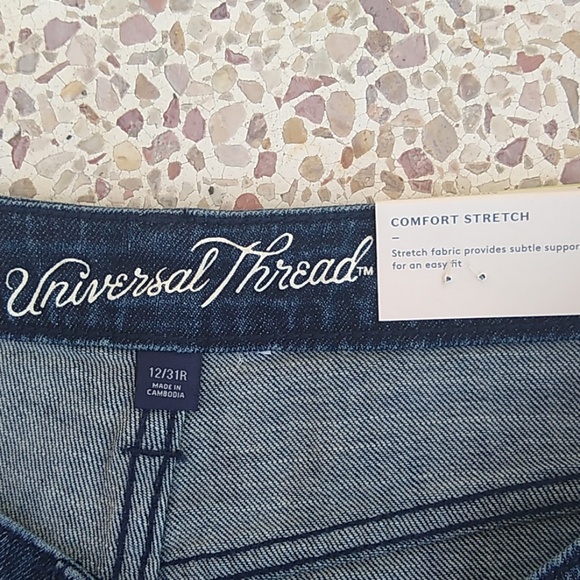 COMFORT STRETCH
–
Stretch fabric provides subtle suppor
for an easy fit
Universal Thread™
12/31R
MADE IN
CAMBODIA